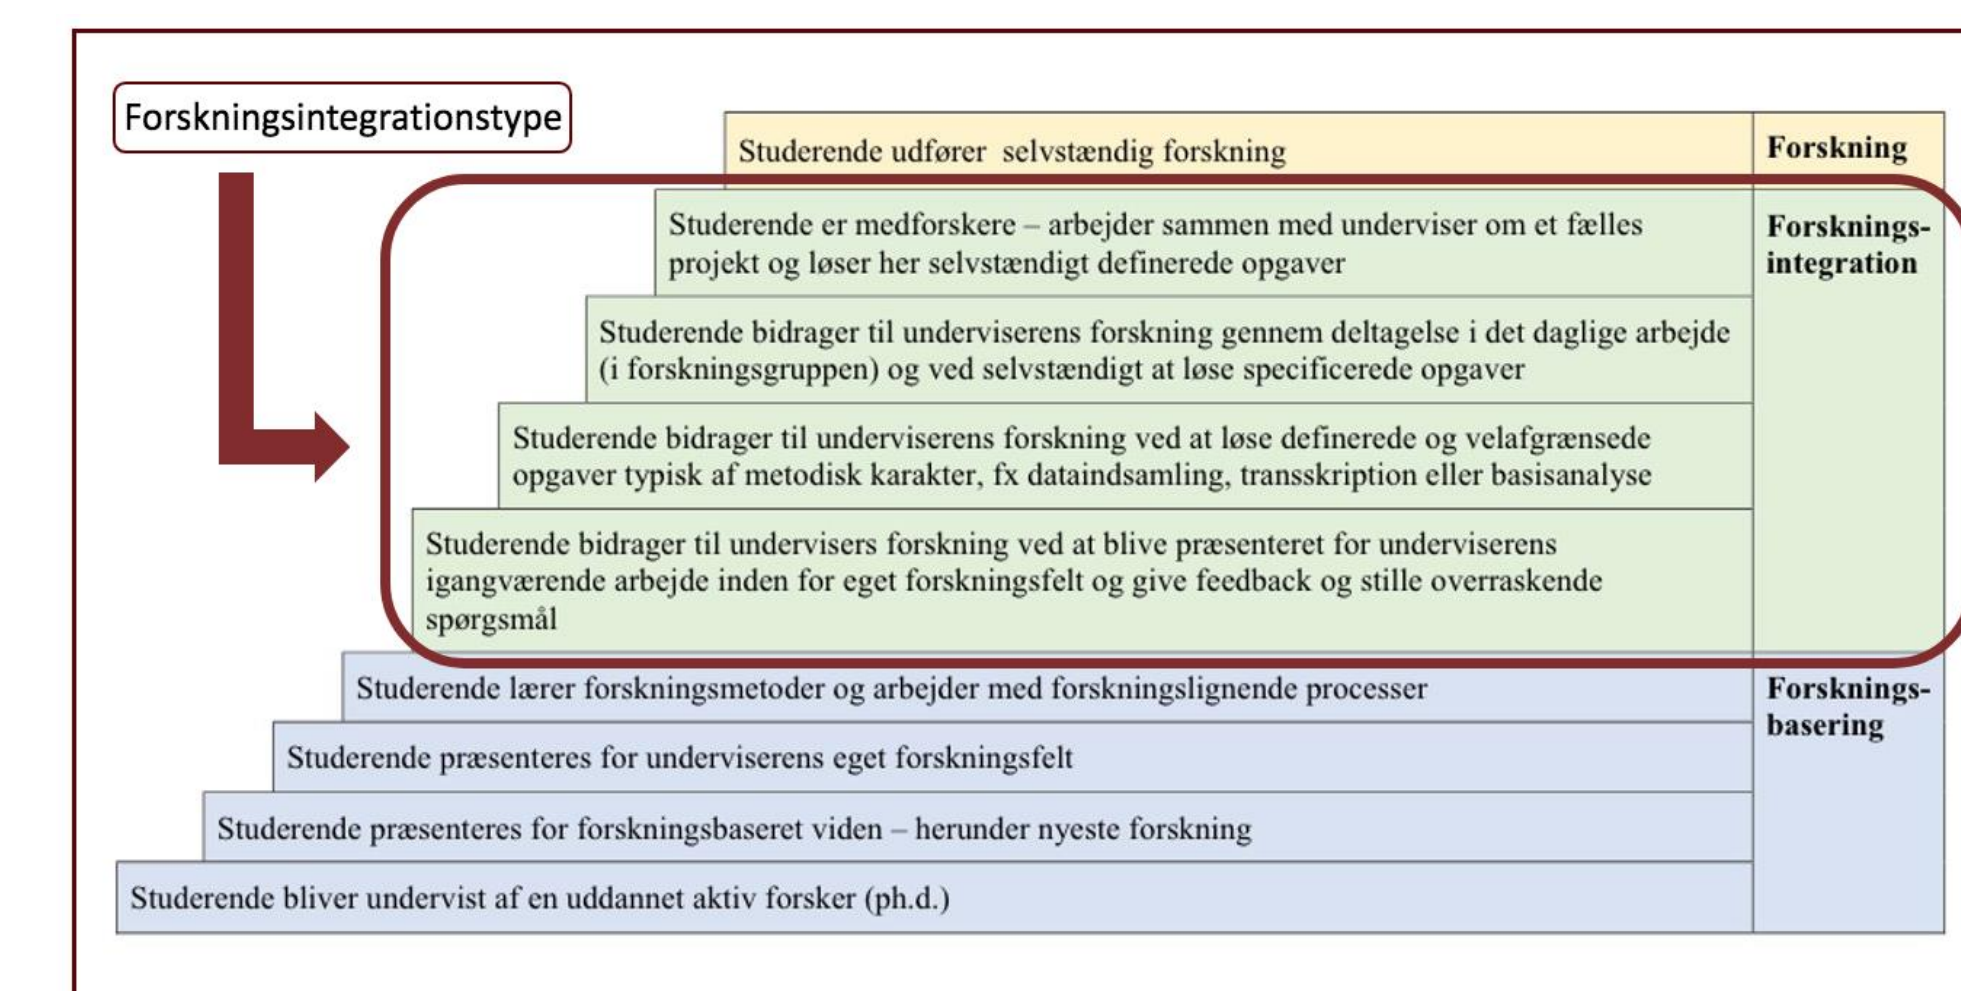 Forskningsintegrationstype
Studerende udfører selvstændig forskning
Forskning
Studerende er medforskere – arbejder sammen med underviser om et fælles
projekt og løser her selvstændigt definerede opgaver
Forsknings-
integration
Studerende bidrager til underviserens forskning gennem deltagelse i det daglige arbejde
(i forskningsgruppen) og ved selvstændigt at løse specificerede opgaver
Studerende bidrager til underviserens forskning ved at løse definerede og velafgrænsede
opgaver typisk af metodisk karakter, fx dataindsamling, transskription eller basisanalyse
Studerende bidrager til undervisers forskning ved at blive præsenteret for underviserens
igangværende arbejde inden for eget forskningsfelt og give feedback og stille overraskende
spørgsmål
Studerende lærer forskningsmetoder og arbejder med forskningslignende processer
Forsknings-
basering
Studerende præsenteres for underviserens eget forskningsfelt
Studerende præsenteres for forskningsbaseret viden – herunder nyeste forskning
Studerende bliver undervist af en uddannet aktiv forsker (ph.d.)